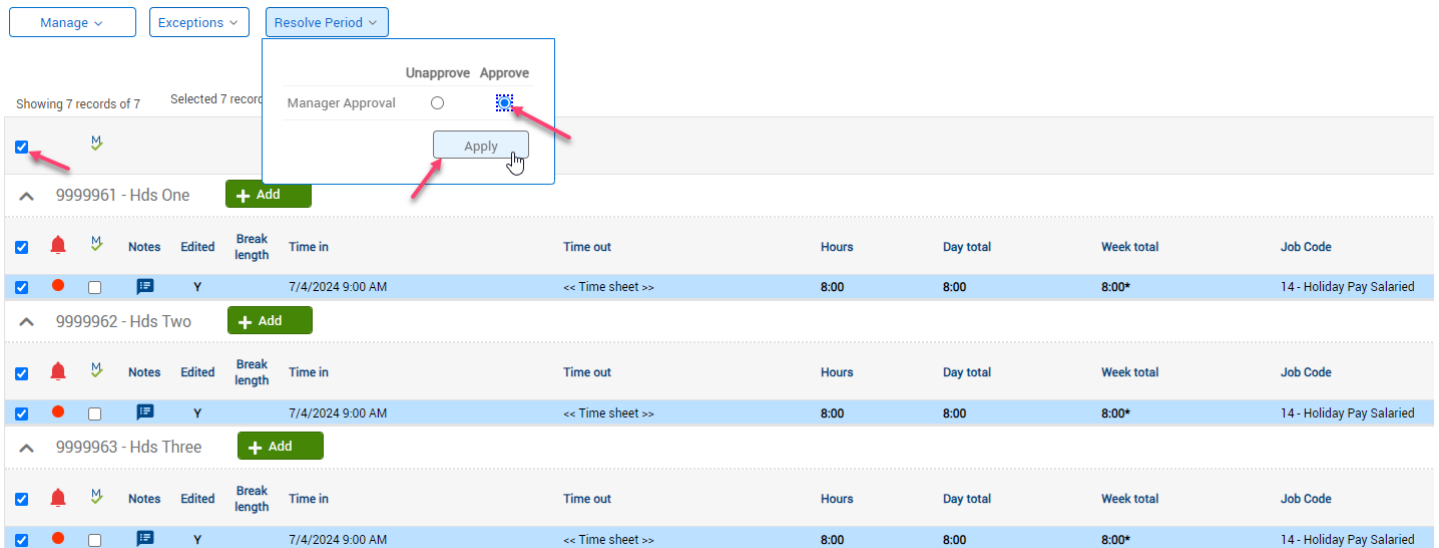 Manage Exceptions Resolve Period
Unapprove Approve
Showing 7 records of 7 Selected 7 record Manager Approval
Apply
M
9999961 - Hds One + Add
M Notes Edited Break length Time in Time out Hours Day total Week total Job Code
Y 7/4/2024 9:00 AM << Time sheet >> 8:00 8:00 8:00* 14 - Holiday Pay Salaried
9999962 - Hds Two + Add
M Notes Edited Break length Time in Time out Hours Day total Week total Job Code
Y 7/4/2024 9:00 AM << Time sheet >> 8:00 8:00 8:00* 14 - Holiday Pay Salaried
9999963 - Hds Three + Add
M Notes Edited Break length Time in Time out Hours Day total Week total Job Code
Y 7/4/2024 9:00 AM << Time sheet >> 8:00 8:00 8:00* 14 - Holiday Pay Salaried